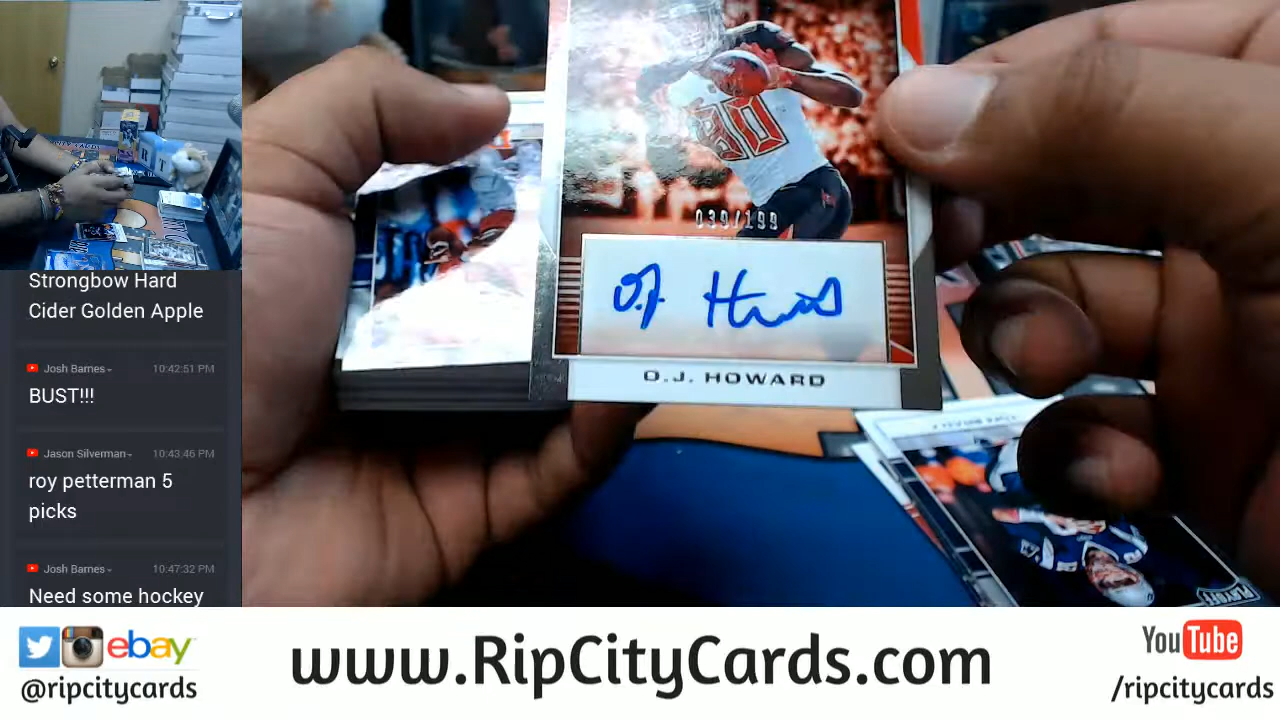 Strongbow Hard
Cider Golden Apple
Josh Barnes
10:42:51 PM
BUST!!!
Jason Silverman
10:43:46 PM
roy petterman 5
picks
Josh Barnes
10:47:32 PM
Need some hockey
80
039/199
O.J. Howard
O.J. HOWARD
PLAYOFF
ebay
@ripcitycards
www.RipCityCards.com
YouTube
/ripcitycards